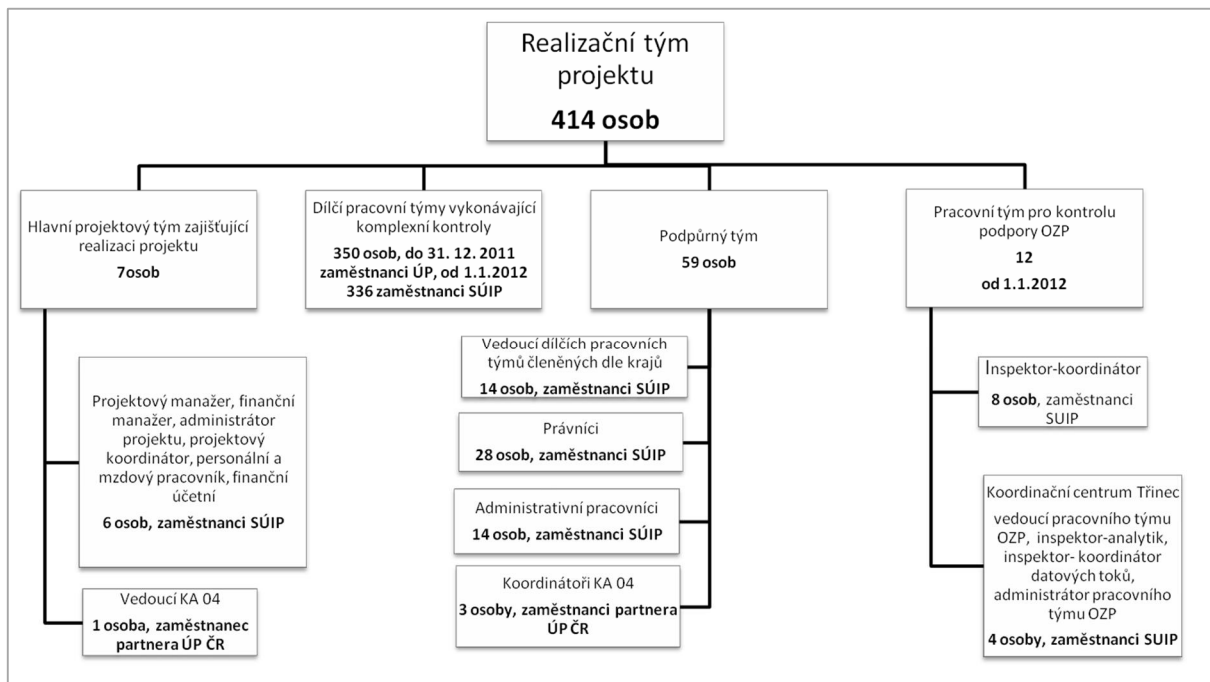 Realizační tým
projektu
414 osob
Hlavní projektový tým zajišťující
realizaci projektu
7osob
Dílčí pracovní týmy vykonávající
komplexní kontroly
350 osob, do 31. 12. 2011
zaměstnanci ÚP, od 1.1.2012
336 zaměstnanci SÚIP
Podpůrný tým
59 osob
Pracovní tým pro kontrolu
podpory OZP
12
od 1.1.2012
Projektový manažer, finanční
manažer, administrátor
projektu, projektový
koordinátor, personální a
mzdový pracovník, finanční
účetní
6 osob, zaměstnanci SÚIP
Vedoucí KA 04
1 osoba, zaměstnanec
partnera ÚP ČR
Vedoucí dílčích pracovních
týmů členěných dle krajů
14 osob, zaměstnanci SÚIP
Právníci
28 osob, zaměstnanci SÚIP
Administrativní pracovníci
14 osob, zaměstnanci SÚIP
Koordinátoři KA 04
3 osoby, zaměstnanci partnera
ÚP ČR
Inspektor-koordinátor
8 osob, zaměstnanci
SUIP
Koordinační centrum Třinec
vedoucí pracovního týmu
OZP, inspektor-analytik,
inspektor- koordinátor
datových toků,
administrátor pracovního
týmu OZP
4 osoby, zaměstnanci SUIP